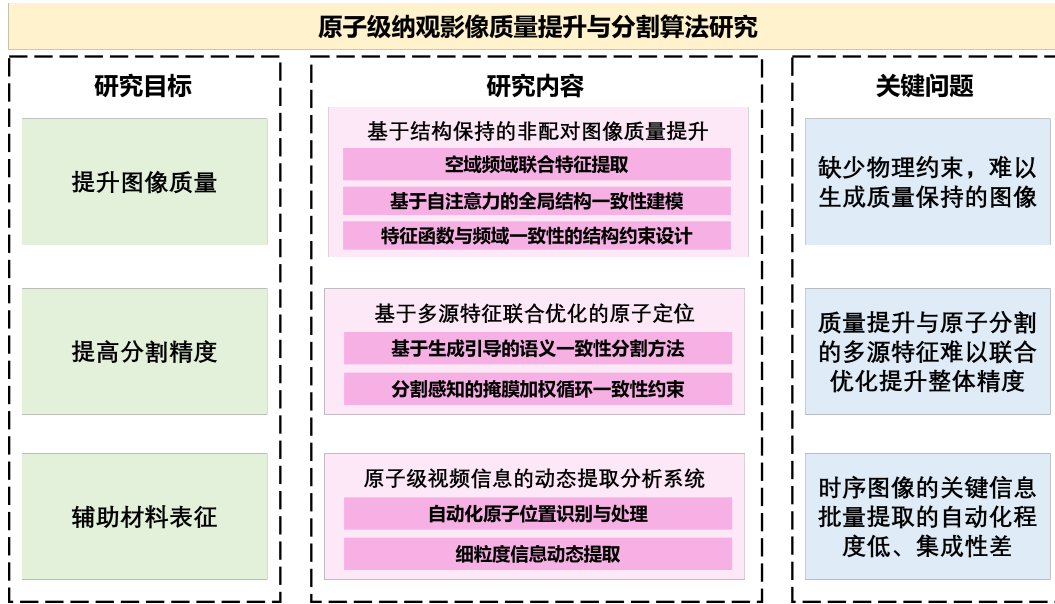 原子级纳观影像质量提升与分割算法研究
研究目标
提升图像质量
提高分割精度
辅助材料表征
研究内容
基于结构保持的非配对图像质量提升
空域频域联合特征提取
基于自注意力的全局结构一致性建模
特征函数与频域一致性的结构约束设计
基于多源特征联合优化的原子定位
基于生成引导的语义一致性分割方法
分割感知的掩膜加权循环一致性约束
原子级视频信息的动态提取分析系统
自动化原子位置识别与处理
细粒度信息动态提取
关键问题
缺少物理约束，难以
生成质量保持的图像
质量提升与原子分割
的多源特征难以联合
优化提升整体精度
时序图像的关键信息
批量提取的自动化程
度低、集成性差